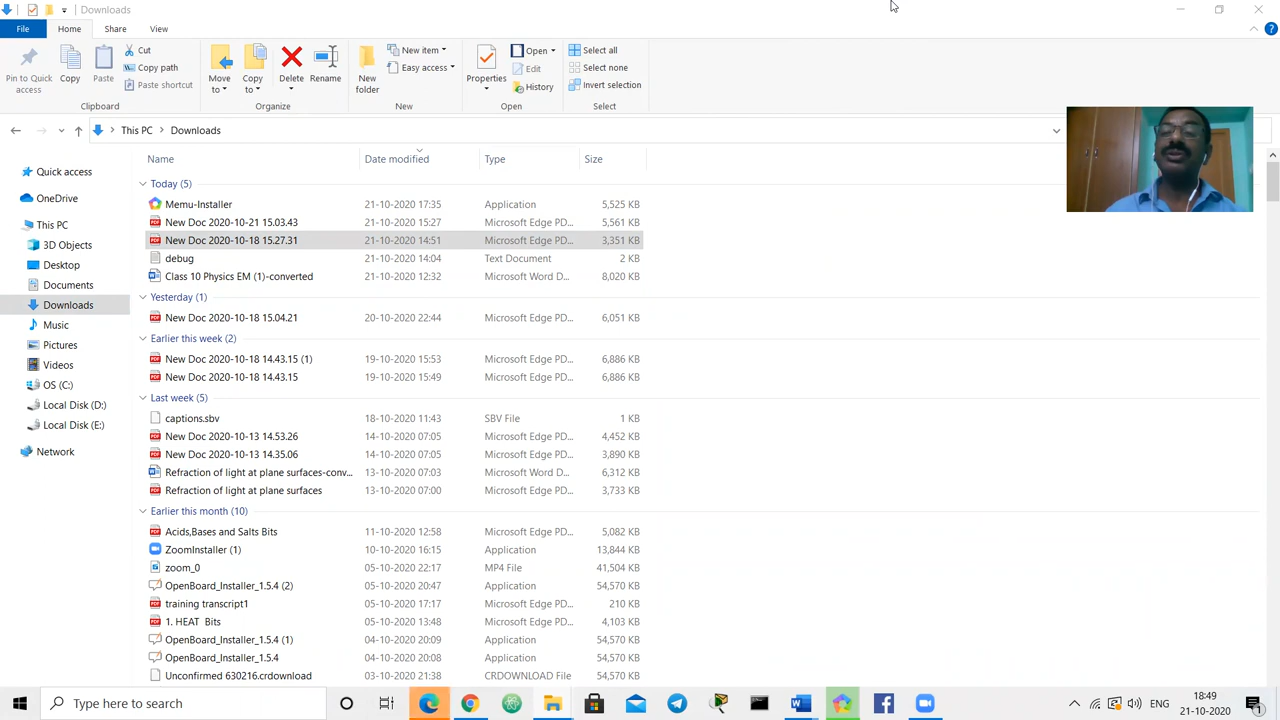 Downloads
File Home Share View
Pin to Quick access
Copy
Paste
Cut
Copy path
Paste shortcut
Clipboard
Move to
Copy to
Delete
Rename
Organize
New folder
New item
Easy access
New
Properties
Open
Edit
History
Open
Select all
Select none
Invert selection
Select
This PC Downloads
Quick access
OneDrive
This PC
3D Objects
Desktop
Documents
Downloads
Music
Pictures
Videos
OS (C:)
Local Disk (D:)
Local Disk (E:)
Network
Name Date modified Type Size
Today (5)
Memu-Installer 21-10-2020 17:35 Application 5,525 KB
New Doc 2020-10-21 15.03.43 21-10-2020 15:27 Microsoft Edge PD... 5,561 KB
New Doc 2020-10-18 15.27.31 21-10-2020 14:51 Microsoft Edge PD... 3,351 KB
debug 21-10-2020 14:04 Text Document 2 KB
Class 10 Physics EM (1)-converted 21-10-2020 12:32 Microsoft Word D... 8,020 KB
Yesterday (1)
New Doc 2020-10-18 15.04.21 20-10-2020 22:44 Microsoft Edge PD... 6,051 KB
Earlier this week (2)
New Doc 2020-10-18 14.43.15 (1) 19-10-2020 15:53 Microsoft Edge PD... 6,886 KB
New Doc 2020-10-18 14.43.15 19-10-2020 15:49 Microsoft Edge PD... 6,886 KB
Last week (5)
captions.sbv 18-10-2020 11:43 SBV File 1 KB
New Doc 2020-10-13 14.53.26 14-10-2020 07:05 Microsoft Edge PD... 4,452 KB
New Doc 2020-10-13 14.35.06 14-10-2020 07:05 Microsoft Edge PD... 3,890 KB
Refraction of light at plane surfaces-conv... 13-10-2020 07:03 Microsoft Word D... 6,312 KB
Refraction of light at plane surfaces 13-10-2020 07:00 Microsoft Edge PD... 3,733 KB
Earlier this month (10)
Acids,Bases and Salts Bits 11-10-2020 12:58 Microsoft Edge PD... 5,082 KB
ZoomInstaller (1) 10-10-2020 16:15 Application 13,844 KB
zoom_0 05-10-2020 22:17 MP4 File 41,504 KB
OpenBoard_Installer_1.5.4 (2) 05-10-2020 20:47 Application 54,570 KB
training transcript1 05-10-2020 17:17 Microsoft Edge PD... 210 KB
1. HEAT Bits 05-10-2020 13:48 Microsoft Edge PD... 4,103 KB
OpenBoard_Installer_1.5.4 (1) 04-10-2020 20:09 Application 54,570 KB
OpenBoard_Installer_1.5.4 04-10-2020 20:08 Application 54,570 KB
Unconfirmed 630216.crdownload 03-10-2020 21:38 CRDOWNLOAD File 54,570 KB
Type here to search
ENG
18:49
21-10-2020